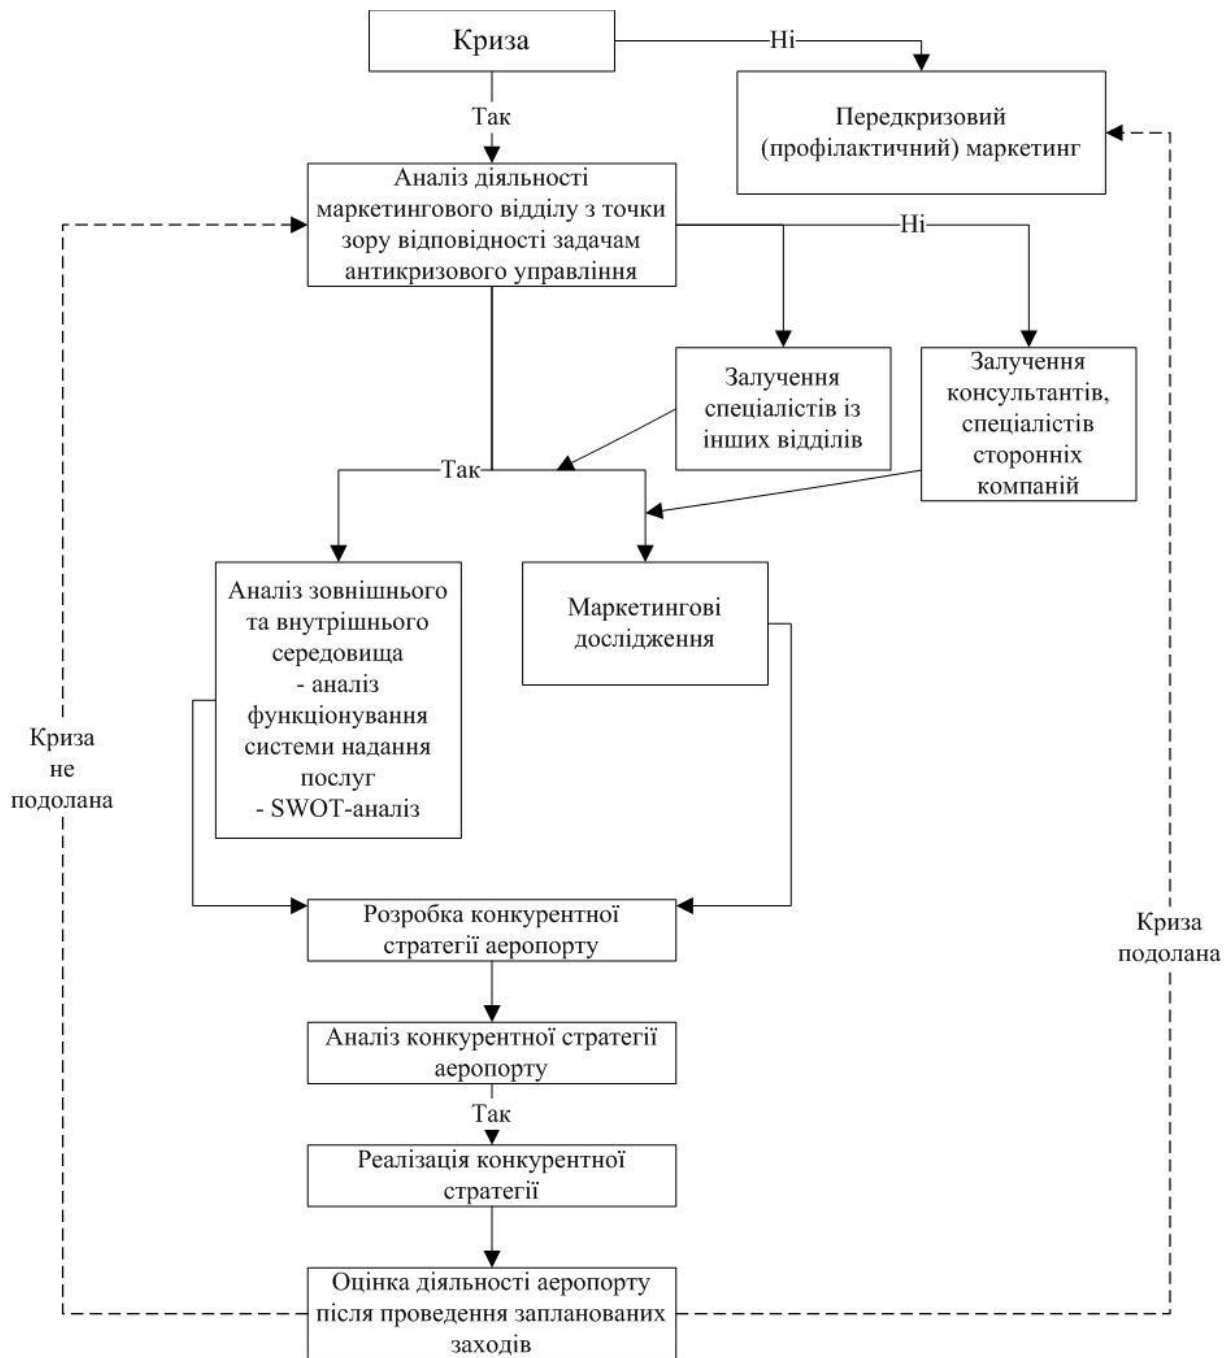 Криза
Ні
Так
Передкризовий
(профілактичний) маркетинг
Аналіз діяльності
маркетингового відділу з точки
зору відповідності задачам
антикризового управління
Ні
Залучення
спеціалістів із
інших відділів
Залучення
консультантів,
спеціалістів
сторонніх
компаній
Так
Аналіз зовнішнього
та внутрішнього
середовища
- аналіз
функціонування
системи надання
послуг
- SWOT-аналіз
Маркетингові
дослідження
Криза
не
подолана
Розробка конкурентної
стратегії аеропорту
Криза
подолана
Аналіз конкурентної стратегії
аеропорту
Так
Реалізація конкурентної
стратегії
Оцінка діяльності аеропорту
після проведення запланованих
заходів